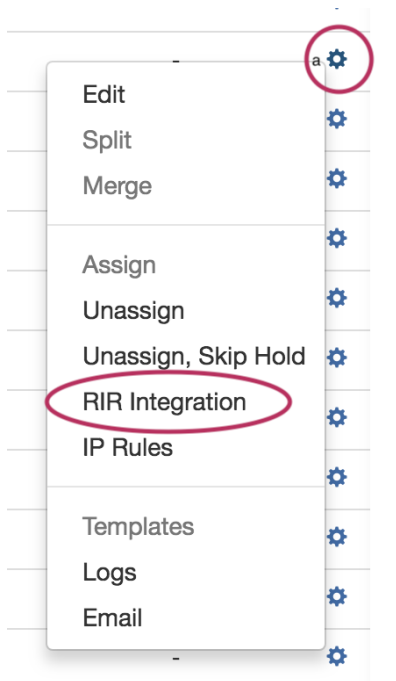 -
a
Edit
Split
Merge
Assign
Unassign
Unassign, Skip Hold
RIR Integration
IP Rules
Templates
Logs
Email
-